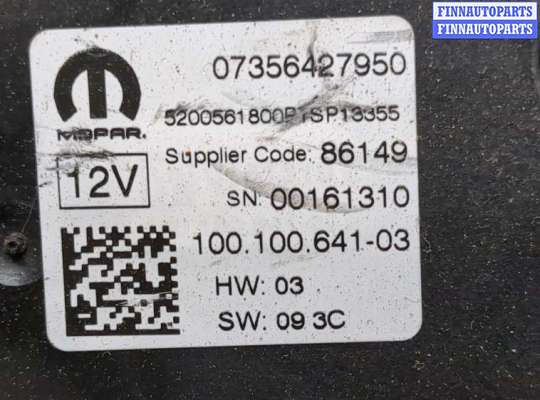 FINNAUTOPARTS
FINNAUTOPARTS
07356427950
MOPAR.
5200561800PTSP13355
Supplier Code: 86149
12V
SN: 00161310
100.100.641-03
HW: 03
SW: 09 3C